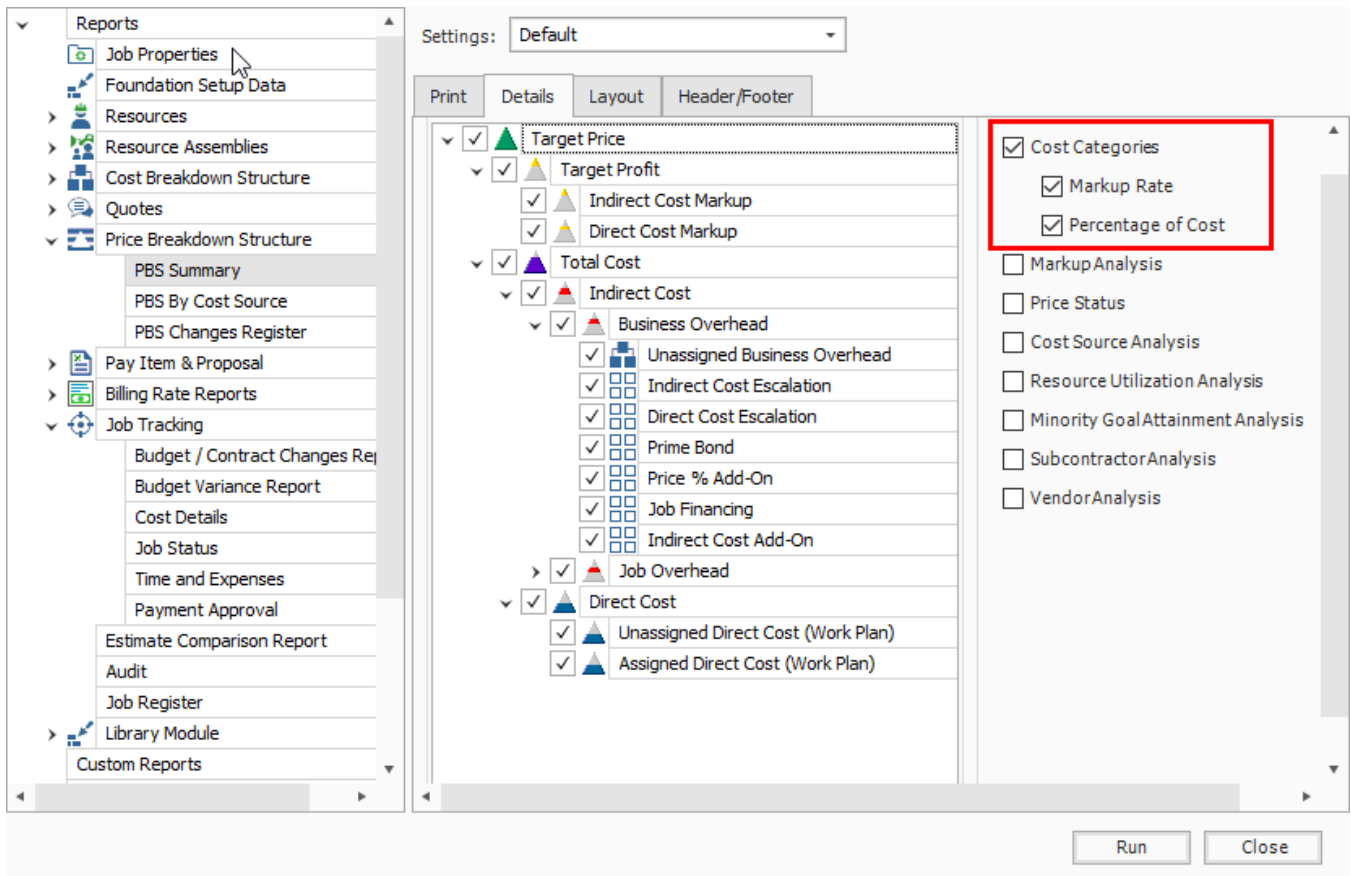 Reports
Job Properties
Foundation Setup Data
Resources
Resource Assemblies
Cost Breakdown Structure
Quotes
Price Breakdown Structure
PBS Summary
PBS By Cost Source
PBS Changes Register
Pay Item & Proposal
Billing Rate Reports
Job Tracking
Budget / Contract Changes Rep
Budget Variance Report
Cost Details
Job Status
Time and Expenses
Payment Approval
Estimate Comparison Report
Audit
Job Register
Library Module
Custom Reports
Settings: Default
Print Details Layout Header/Footer
Target Price
Target Profit
Indirect Cost Markup
Direct Cost Markup
Total Cost
Indirect Cost
Business Overhead
Unassigned Business Overhead
Indirect Cost Escalation
Direct Cost Escalation
Prime Bond
Price % Add-On
Job Financing
Indirect Cost Add-On
Job Overhead
Direct Cost
Unassigned Direct Cost (Work Plan)
Assigned Direct Cost (Work Plan)
Cost Categories
Markup Rate
Percentage of Cost
Markup Analysis
Price Status
Cost Source Analysis
Resource Utilization Analysis
Minority Goal Attainment Analysis
Subcontractor Analysis
Vendor Analysis
Run Close